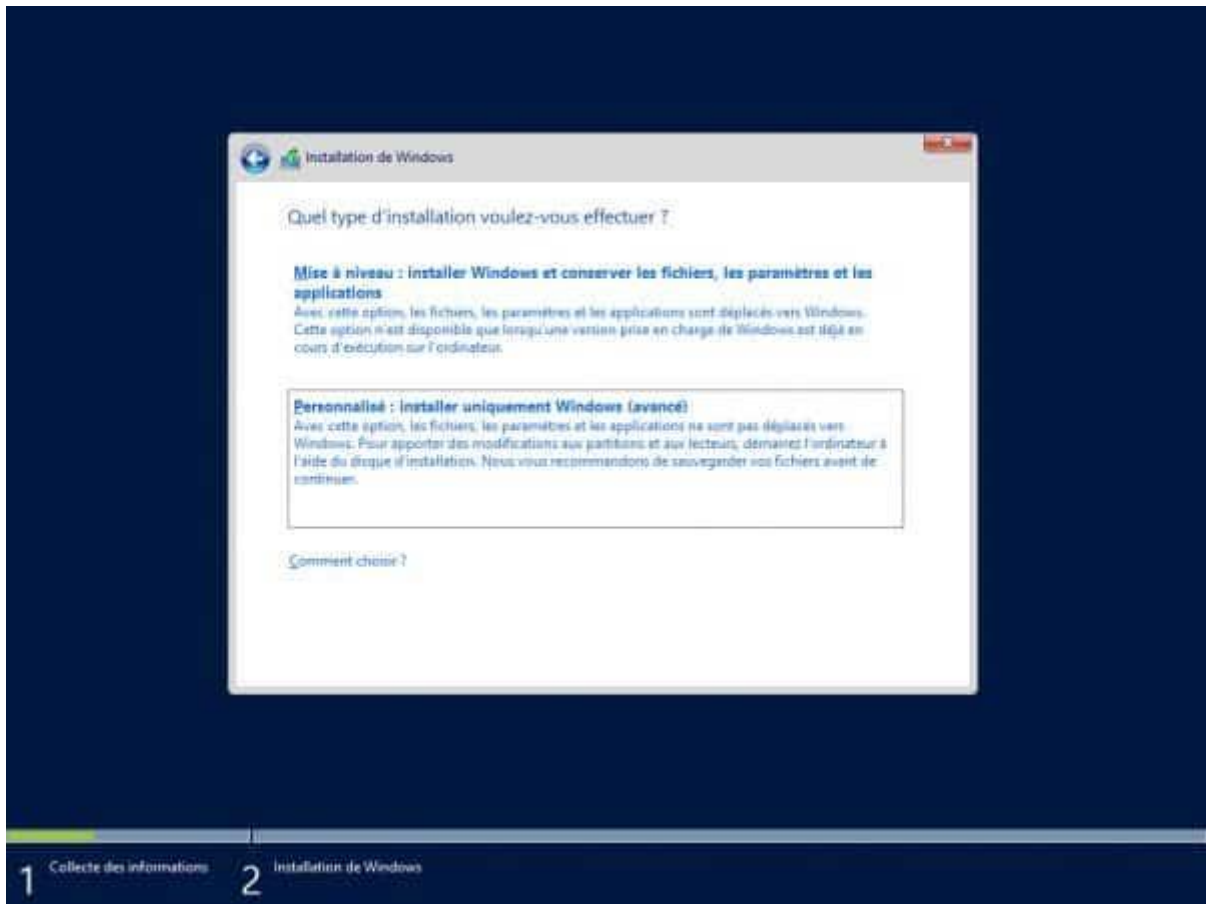 Installation de Windows
Quel type d'installation voulez-vous effectuer ?
Mise à niveau : installer Windows et conserver les fichiers, les paramètres et les
applications
Avec cette option, les fichiers, les paramètres et les applications sont déplacés vers Windows.
Cette option n'est disponible que lorsqu'une version prise en charge de Windows est déjà en
cours d'exécution sur l'ordinateur.
Personnalisé : installer uniquement Windows (avancé)
Avec cette option, les fichiers, les paramètres et les applications ne sont pas déplacés vers
Windows. Pour apporter des modifications aux partitions et aux lecteurs, démarrez l'ordinateur à
l'aide du disque d'installation. Nous vous recommandons de sauvegarder vos fichiers avant de
continuer.
Comment choisir ?
1 Collecte des informations 2 Installation de Windows